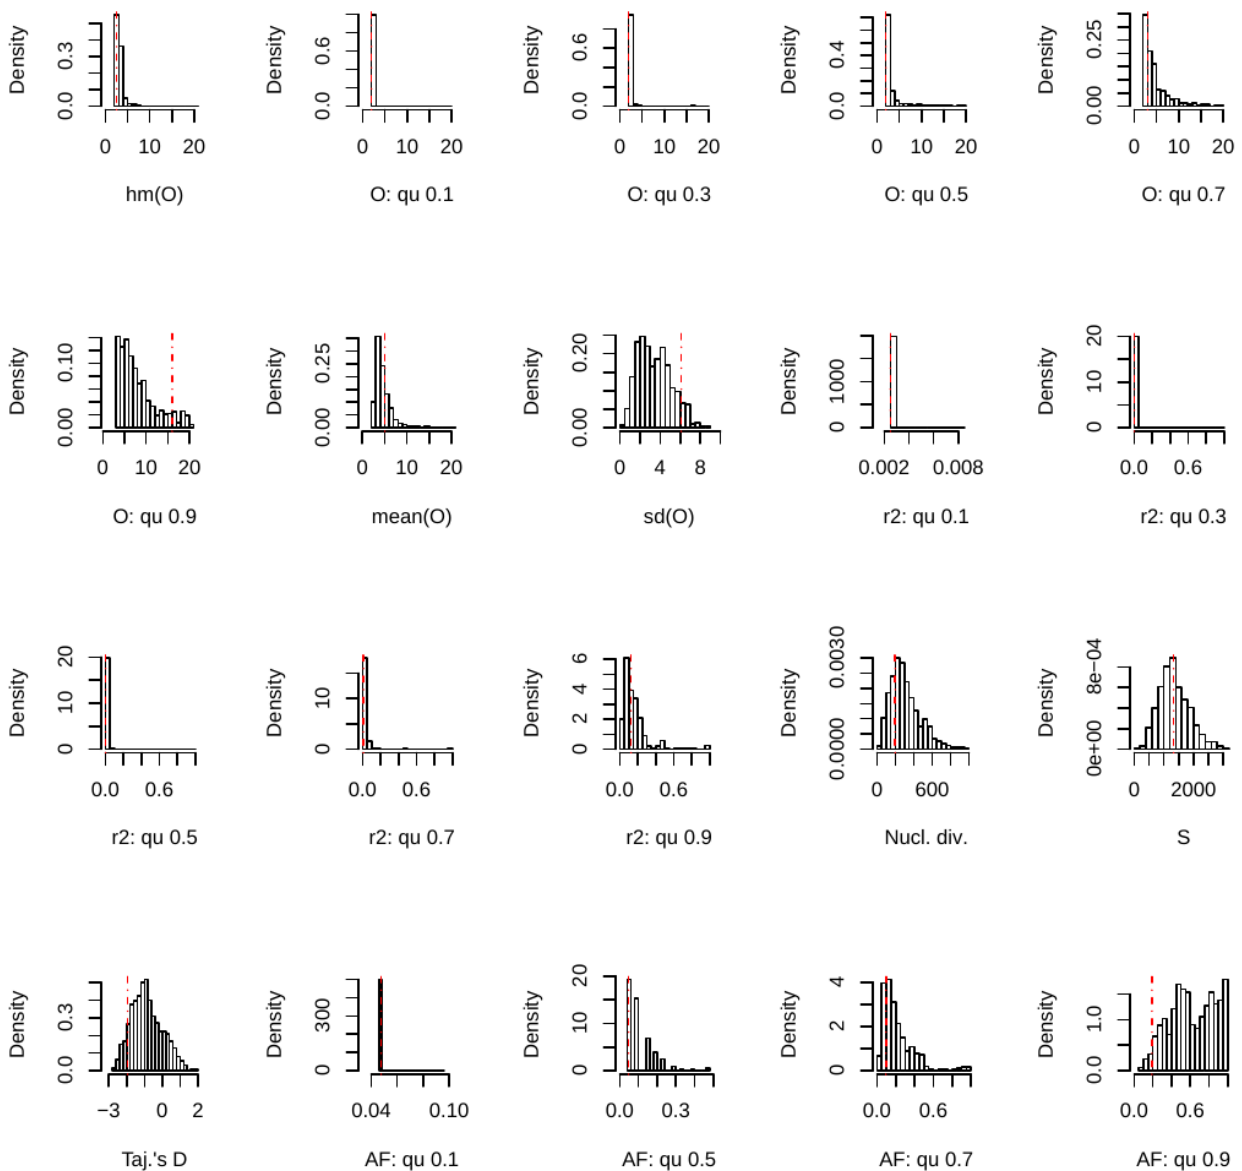 Density
0.0 0.3
0 10 20
hm(O)
Density
0.0 0.6
0 10 20
O: qu 0.1
Density
0.0 0.6
0 10 20
O: qu 0.3
Density
0.0 0.4
0 10 20
O: qu 0.5
Density
0.00 0.25
0 10 20
O: qu 0.7
Density
0.00 0.10
0 10 20
O: qu 0.9
Density
0.00 0.25
0 10 20
mean(O)
Density
0.00 0.20
0 4 8
sd(O)
Density
0 1000
0.002 0.008
r2: qu 0.1
Density
0 10 20
0.0 0.6
r2: qu 0.3
Density
0 10 20
0.0 0.6
r2: qu 0.5
Density
0 10
0.0 0.6
r2: qu 0.7
Density
0 2 4 6
0.0 0.6
r2: qu 0.9
Density
0.0000 0.0030
0 600
Nucl. div.
Density
0e+00 8e−04
0 2000
S
Density
0.0 0.3
−3 0 2
Taj.'s D
Density
0 300
0.04 0.10
AF: qu 0.1
Density
0 10 20
0.0 0.3
AF: qu 0.5
Density
0 2 4
0.0 0.6
AF: qu 0.7
Density
0.0 1.0
0.0 0.6
AF: qu 0.9